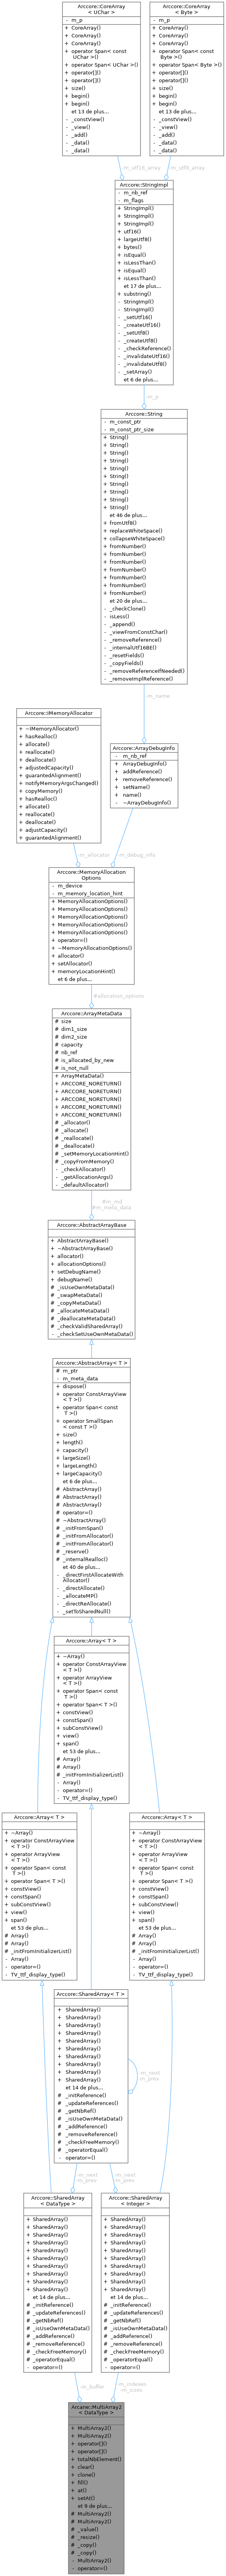 Arccore::CoreArray
< UChar >
- m_p
+ CoreArray()
+ CoreArray()
+ CoreArray()
+ operator Span< const
UChar >()
+ operator Span< UChar >()
+ operator[]()
+ operator[]()
+ size()
+ begin()
+ begin()
et 13 de plus...
- _constView()
- _view()
- _add()
- _data()
- _data()
Arccore::CoreArray
< Byte >
- m_p
+ CoreArray()
+ CoreArray()
+ CoreArray()
+ operator Span< const
Byte >()
+ operator Span< Byte >()
+ operator[]()
+ operator[]()
+ size()
+ begin()
+ begin()
et 13 de plus...
- _constView()
- _view()
- _add()
- _data()
- _data()
-m_utf16_array
-m_utf8_array
Arccore::StringImpl
- m_nb_ref
- m_flags
+ StringImpl()
+ StringImpl()
+ StringImpl()
+ utf16()
+ largeUtf8()
+ bytes()
+ isEqual()
+ isLessThan()
+ isEqual()
+ isLessThan()
et 17 de plus...
+ substring()
- StringImpl()
- StringImpl()
- _setUtf16()
- _createUtf16()
- _setUtf8()
- _createUtf8()
- _checkReference()
- _invalidateUtf16()
- _invalidateUtf8()
- _setArray()
et 6 de plus...
-m_p
Arccore::String
- m_const_ptr
- m_const_ptr_size
+ String()
+ String()
+ String()
+ String()
+ String()
+ String()
+ String()
+ String()
+ String()
+ String()
et 46 de plus...
+ fromUtf8()
+ replaceWhiteSpace()
+ collapseWhiteSpace()
+ fromNumber()
+ fromNumber()
+ fromNumber()
+ fromNumber()
+ fromNumber()
+ fromNumber()
+ fromNumber()
et 20 de plus...
- _checkClone()
- isLess()
- _append()
- _viewFromConstChar()
- _removeReference()
- _internalUtf16BE()
- _resetFields()
- _copyFields()
- _removeReferenceIfNeeded()
- _removeImplReference()
-m_name
Arccore::IMemoryAllocator
+ ~IMemoryAllocator()
+ hasRealloc()
+ allocate()
+ reallocate()
+ deallocate()
+ adjustedCapacity()
+ guarantedAlignment()
+ notifyMemoryArgsChanged()
+ copyMemory()
+ hasRealloc()
+ allocate()
+ reallocate()
+ deallocate()
+ adjustCapacity()
+ guarantedAlignment()
Arccore::ArrayDebugInfo
- m_nb_ref
+ ArrayDebugInfo()
+ addReference()
+ removeReference()
+ setName()
+ name()
- ~ArrayDebugInfo()
-m_allocator
-m_debug_info
Arccore::MemoryAllocation
Options
- m_device
- m_memory_location_hint
+ MemoryAllocationOptions()
+ MemoryAllocationOptions()
+ MemoryAllocationOptions()
+ MemoryAllocationOptions()
+ MemoryAllocationOptions()
+ operator=()
+ ~MemoryAllocationOptions()
+ allocator()
+ setAllocator()
+ memoryLocationHint()
et 6 de plus...
#allocation_options
Arccore::ArrayMetaData
# size
# dim1_size
# dim2_size
# capacity
# nb_ref
# is_allocated_by_new
# is_not_null
+ ArrayMetaData()
+ ARCCORE_NORETURN()
+ ARCCORE_NORETURN()
+ ARCCORE_NORETURN()
+ ARCCORE_NORETURN()
+ ARCCORE_NORETURN()
# _allocator()
# _allocate()
# _reallocate()
# _deallocate()
# _setMemoryLocationHint()
# _copyFromMemory()
- _checkAllocator()
- _getAllocationArgs()
- _defaultAllocator()
#m_md
#m_meta_data
Arccore::AbstractArrayBase
+ AbstractArrayBase()
+ ~AbstractArrayBase()
+ allocator()
+ allocationOptions()
+ setDebugName()
+ debugName()
# _isUseOwnMetaData()
# _swapMetaData()
# _copyMetaData()
# _allocateMetaData()
# _deallocateMetaData()
# _checkValidSharedArray()
- _checkSetUseOwnMetaData()
Arccore::AbstractArray< T >
# m_ptr
- m_meta_data
+ dispose()
+ operator ConstArrayView
< T >()
+ operator Span< const
T >()
+ operator SmallSpan
< const T >()
+ size()
+ length()
+ capacity()
+ largeSize()
+ largeLength()
+ largeCapacity()
et 6 de plus...
# AbstractArray()
# AbstractArray()
# AbstractArray()
# operator=()
# ~AbstractArray()
# _initFromSpan()
# _initFromAllocator()
# _initFromAllocator()
# _reserve()
# _internalRealloc()
et 40 de plus...
- _directFirstAllocateWith
Allocator()
- _directAllocate()
- _allocateMP()
- _directReAllocate()
- _setToSharedNull()
Arccore::Array< T >
+ ~Array()
+ operator ConstArrayView
< T >()
+ operator ArrayView
< T >()
+ operator Span< const
T >()
+ operator Span< T >()
+ constView()
+ constSpan()
+ subConstView()
+ view()
+ span()
et 53 de plus...
# Array()
# Array()
# _initFromInitializerList()
- Array()
- operator=()
- TV_ttf_display_type()
Arccore::Array< T >
+ ~Array()
+ operator ConstArrayView
< T >()
+ operator ArrayView
< T >()
+ operator Span< const
T >()
+ operator Span< T >()
+ constView()
+ constSpan()
+ subConstView()
+ view()
+ span()
et 53 de plus...
# Array()
# Array()
# _initFromInitializerList()
- Array()
- operator=()
- TV_ttf_display_type()
Arccore::Array< T >
+ ~Array()
+ operator ConstArrayView
< T >()
+ operator ArrayView
< T >()
+ operator Span< const
T >()
+ operator Span< T >()
+ constView()
+ constSpan()
+ subConstView()
+ view()
+ span()
et 53 de plus...
# Array()
# Array()
# _initFromInitializerList()
- Array()
- operator=()
- TV_ttf_display_type()
Arccore::SharedArray< T >
+ SharedArray()
+ SharedArray()
+ SharedArray()
+ SharedArray()
+ SharedArray()
+ SharedArray()
+ SharedArray()
+ SharedArray()
+ SharedArray()
+ SharedArray()
et 14 de plus...
# _initReference()
# _updateReferences()
# _getNbRef()
# _isUseOwnMetaData()
# _addReference()
# _removeReference()
# _checkFreeMemory()
# _operatorEqual()
- operator=()
-m_next
-m_prev
-m_next
-m_prev
-m_next
-m_prev
Arccore::SharedArray
< DataType >
+ SharedArray()
+ SharedArray()
+ SharedArray()
+ SharedArray()
+ SharedArray()
+ SharedArray()
+ SharedArray()
+ SharedArray()
+ SharedArray()
+ SharedArray()
et 14 de plus...
# _initReference()
# _updateReferences()
# _getNbRef()
# _isUseOwnMetaData()
# _addReference()
# _removeReference()
# _checkFreeMemory()
# _operatorEqual()
- operator=()
Arccore::SharedArray
< Integer >
+ SharedArray()
+ SharedArray()
+ SharedArray()
+ SharedArray()
+ SharedArray()
+ SharedArray()
+ SharedArray()
+ SharedArray()
+ SharedArray()
+ SharedArray()
et 14 de plus...
# _initReference()
# _updateReferences()
# _getNbRef()
# _isUseOwnMetaData()
# _addReference()
# _removeReference()
# _checkFreeMemory()
# _operatorEqual()
- operator=()
-m_buffer
-m_indexes
-m_sizes
Arcane::MultiArray2
< DataType >
+ MultiArray2()
+ MultiArray2()
+ operator[]()
+ operator[]()
+ totalNbElement()
+ clear()
+ clone()
+ fill()
+ at()
+ setAt()
et 9 de plus...
# MultiArray2()
# MultiArray2()
# _value()
# _resize()
# _copy()
# _copy()
- MultiArray2()
- operator=()